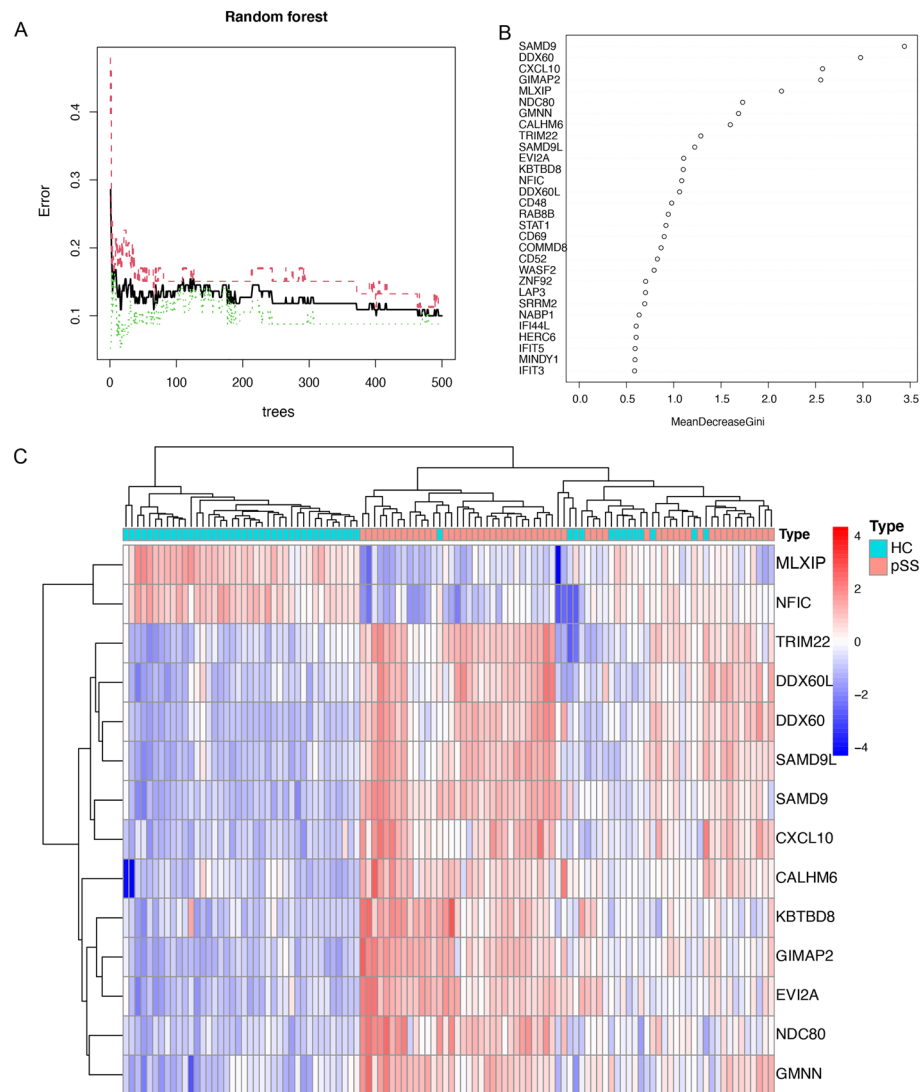 Random forest
A
0.4
0.3
0.2
0.1
Error
0
100
200
300
400
500
trees
B
SAMD9
DDX60
CXCL10
GIMAP2
MLXIP
NDC80
GMNN
CALHM6
TRIM22
SAMD9L
EVI2A
KBTBD8
NFIC
DDX60L
CD48
RAB8B
STAT1
CD69
COMMD8
CD52
WASF2
ZNF92
LAP3
SRRM2
NABP1
IFI44L
HERC6
IFIT5
MINDY1
IFIT3
0.0
0.5
1.0
1.5
2.0
2.5
3.0
3.5
MeanDecreaseGini
C
Type
MLXIP
NFIC
TRIM22
DDX60L
DDX60
SAMD9L
SAMD9
CXCL10
CALHM6
KBTBD8
GIMAP2
EVI2A
NDC80
GMNN
4
2
0
−2
−4
Type
HC
pSS